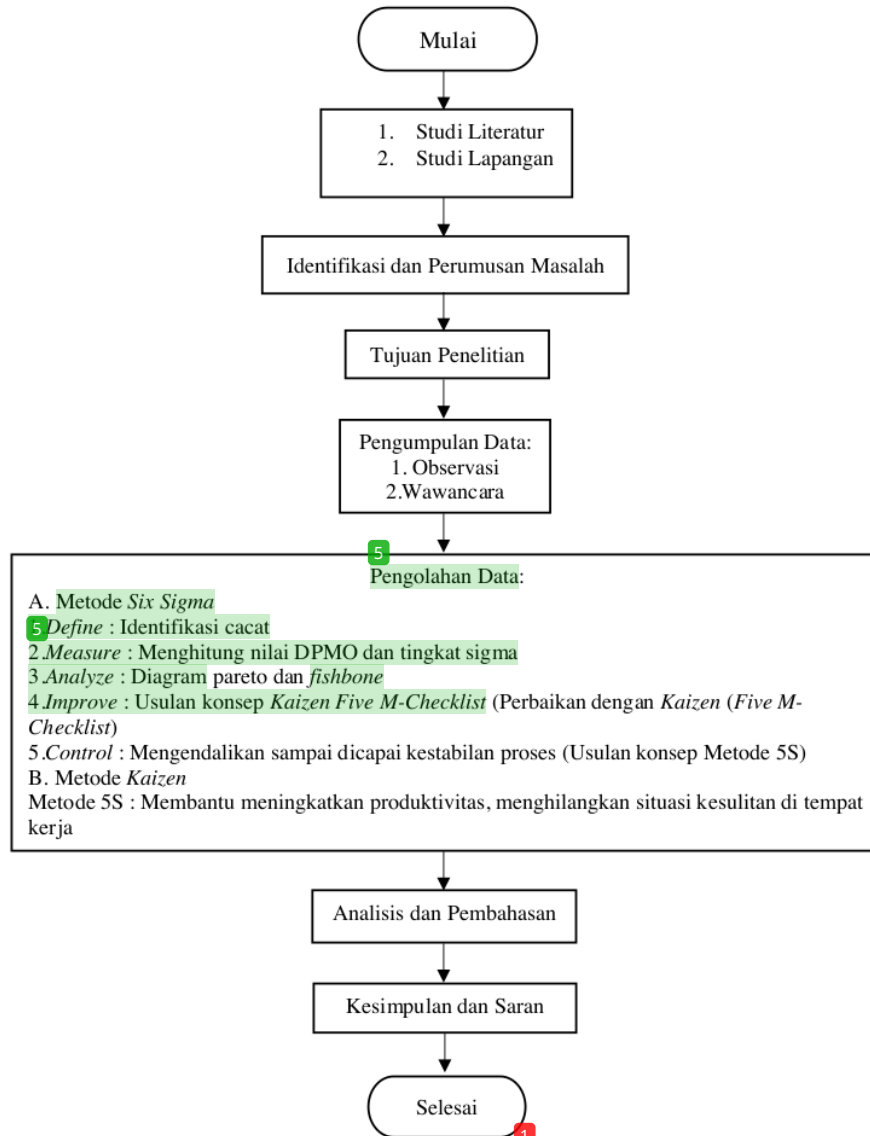 Mulai
1. Studi Literatur
2. Studi Lapangan
Identifikasi dan Perumusan Masalah
Tujuan Penelitian
Pengumpulan Data:
1. Observasi
2.Wawancara
5
Pengolahan Data:
A. Metode Six Sigma
5 Define : Identifikasi cacat
2.Measure : Menghitung nilai DPMO dan tingkat sigma
3.Analyze : Diagram pareto dan fishbone
4.Improve : Usulan konsep Kaizen Five M-Checklist (Perbaikan dengan Kaizen (Five M-
Checklist)
5.Control : Mengendalikan sampai dicapai kestabilan proses (Usulan konsep Metode 5S)
B. Metode Kaizen
Metode 5S : Membantu meningkatkan produktivitas, menghilangkan situasi kesulitan di tempat
kerja
Analisis dan Pembahasan
Kesimpulan dan Saran
Selesai